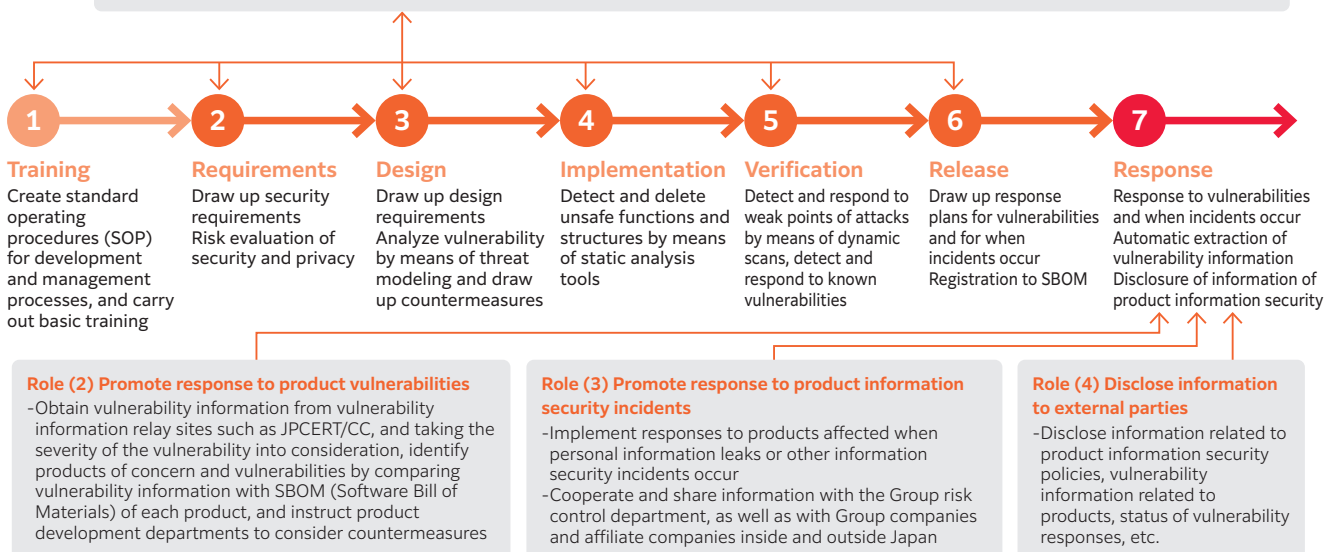 1
2
3
4
5
6
7
Training
Create standard
operating
procedures (SOP)
for development
and management
processes, and carry
out basic training
Requirements
Draw up security
requirements
Risk evaluation of
security and privacy
Design
Draw up design
requirements
Analyze vulnerability
by means of threat
modeling and draw
up countermeasures
Implementation
Detect and delete
unsafe functions and
structures by means
of static analysis
tools
Verification
Detect and respond to
weak points of attacks
by means of dynamic
scans, detect and
respond to known
vulnerabilities
Release
Draw up response
plans for vulnerabilities
and for when
incidents occur
Registration to SBOM
Response
Response to vulnerabilities
and when incidents occur
Automatic extraction of
vulnerability information
Disclosure of information of
product information security
Role (2) Promote response to product vulnerabilities
-Obtain vulnerability information from vulnerability
information relay sites such as JPCERT/CC, and taking the
severity of the vulnerability into consideration, identify
products of concern and vulnerabilities by comparing
vulnerability information with SBOM (Software Bill of
Materials) of each product, and instruct product
development departments to consider countermeasures
Role (3) Promote response to product information
security incidents
-Implement responses to products affected when
personal information leaks or other information
security incidents occur
-Cooperate and share information with the Group risk
control department, as well as with Group companies
and affiliate companies inside and outside Japan
Role (4) Disclose information
to external parties
-Disclose information related to
product information security
policies, vulnerability
information related to
products, status of vulnerability
responses, etc.